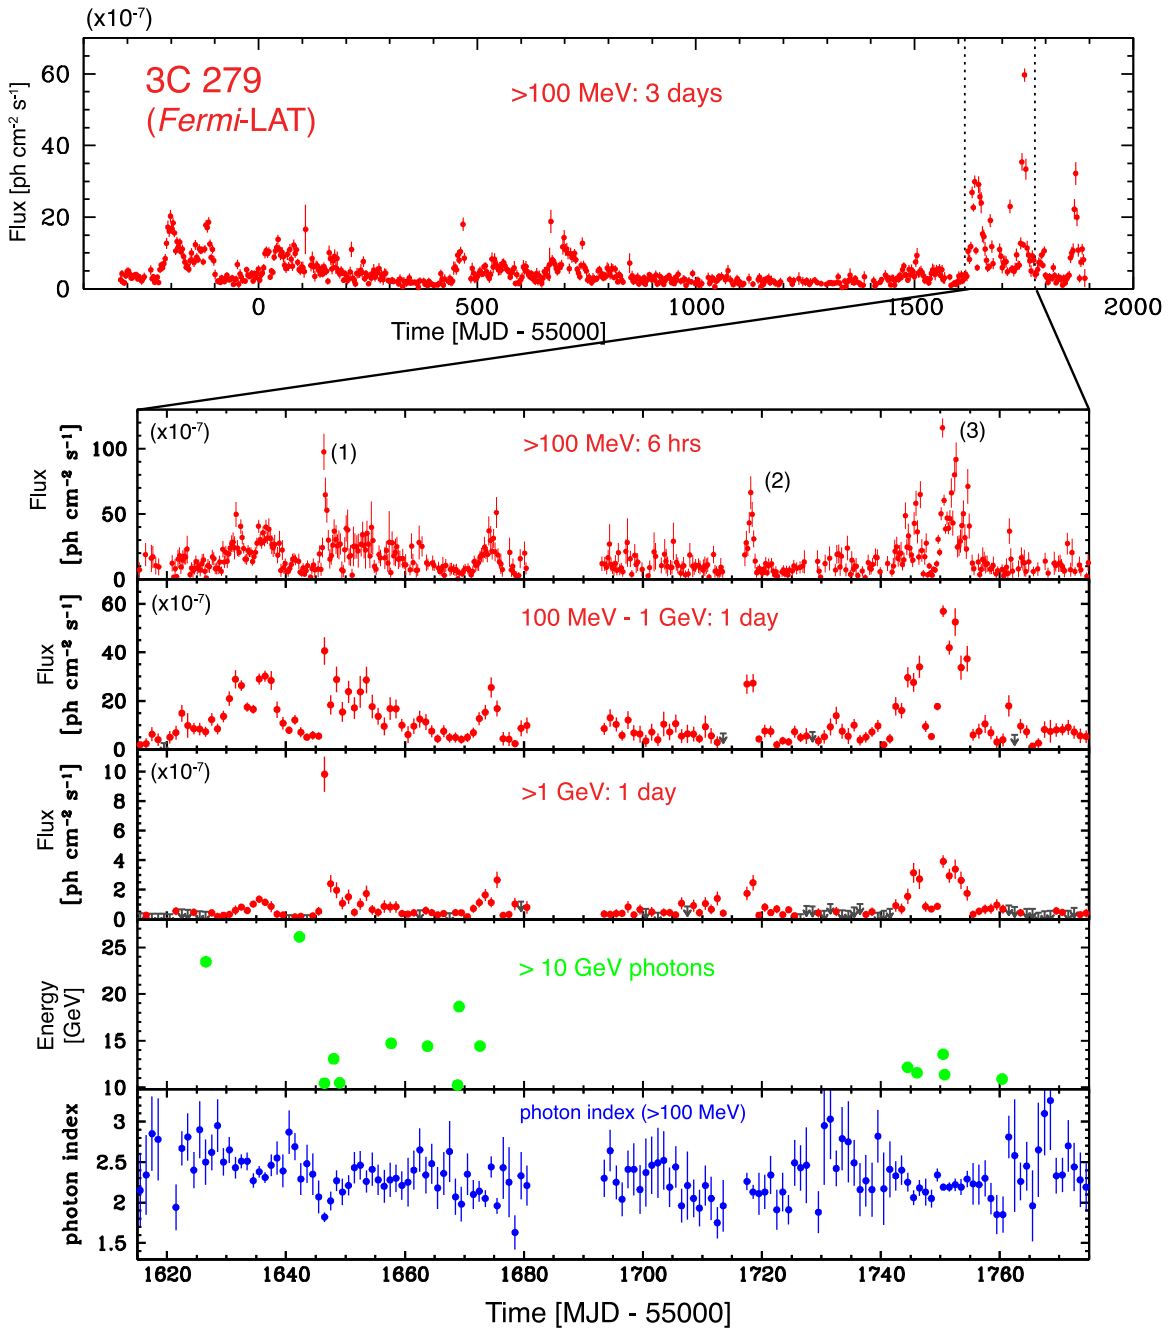 (x10⁻⁷)
3C 279
(Fermi-LAT)
>100 MeV: 3 days
Flux [ph cm⁻² s⁻¹]
60
40
20
0
0 500 1000 1500 2000
Time [MJD - 55000]
(x10⁻⁷)
>100 MeV: 6 hrs
(1)
(2)
(3)
Flux
[ph cm⁻² s⁻¹]
100
50
0
(x10⁻⁷)
100 MeV - 1 GeV: 1 day
Flux
[ph cm⁻² s⁻¹]
60
40
20
0
(x10⁻⁷)
>1 GeV: 1 day
Flux
[ph cm⁻² s⁻¹]
10
8
6
4
2
0
> 10 GeV photons
Energy
[GeV]
25
20
15
10
photon index (>100 MeV)
photon index
3
2.5
2
1.5
1620 1640 1660 1680 1700 1720 1740 1760
Time [MJD - 55000]